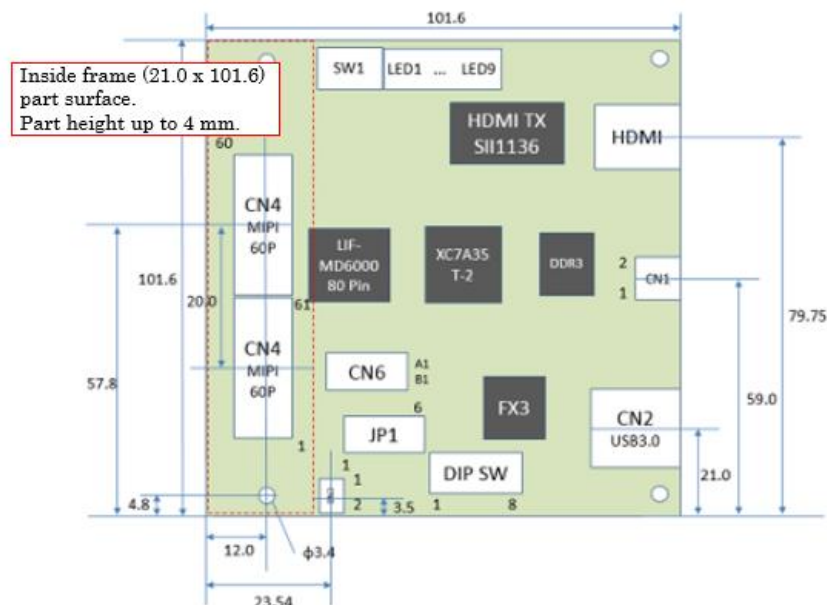 101.6
Inside frame (21.0 x 101.6)
part surface.
Part height up to 4 mm.
SW1
LED1 ... LED9
HDMI TX
SII1136
HDMI
60
CN4
MIPI
60P
LIF-
MD6000
80 Pin
XC7A35
T-2
DDR3
2
CN1
1
101.6
20.0
61
79.75
CN4
MIPI
60P
57.8
CN6
A1
B1
59.0
FX3
CN2
USB3.0
6
JP1
1
1
1
DIP SW
21.0
4.8
2
3.5
1
8
12.0
ϕ3.4
23.54